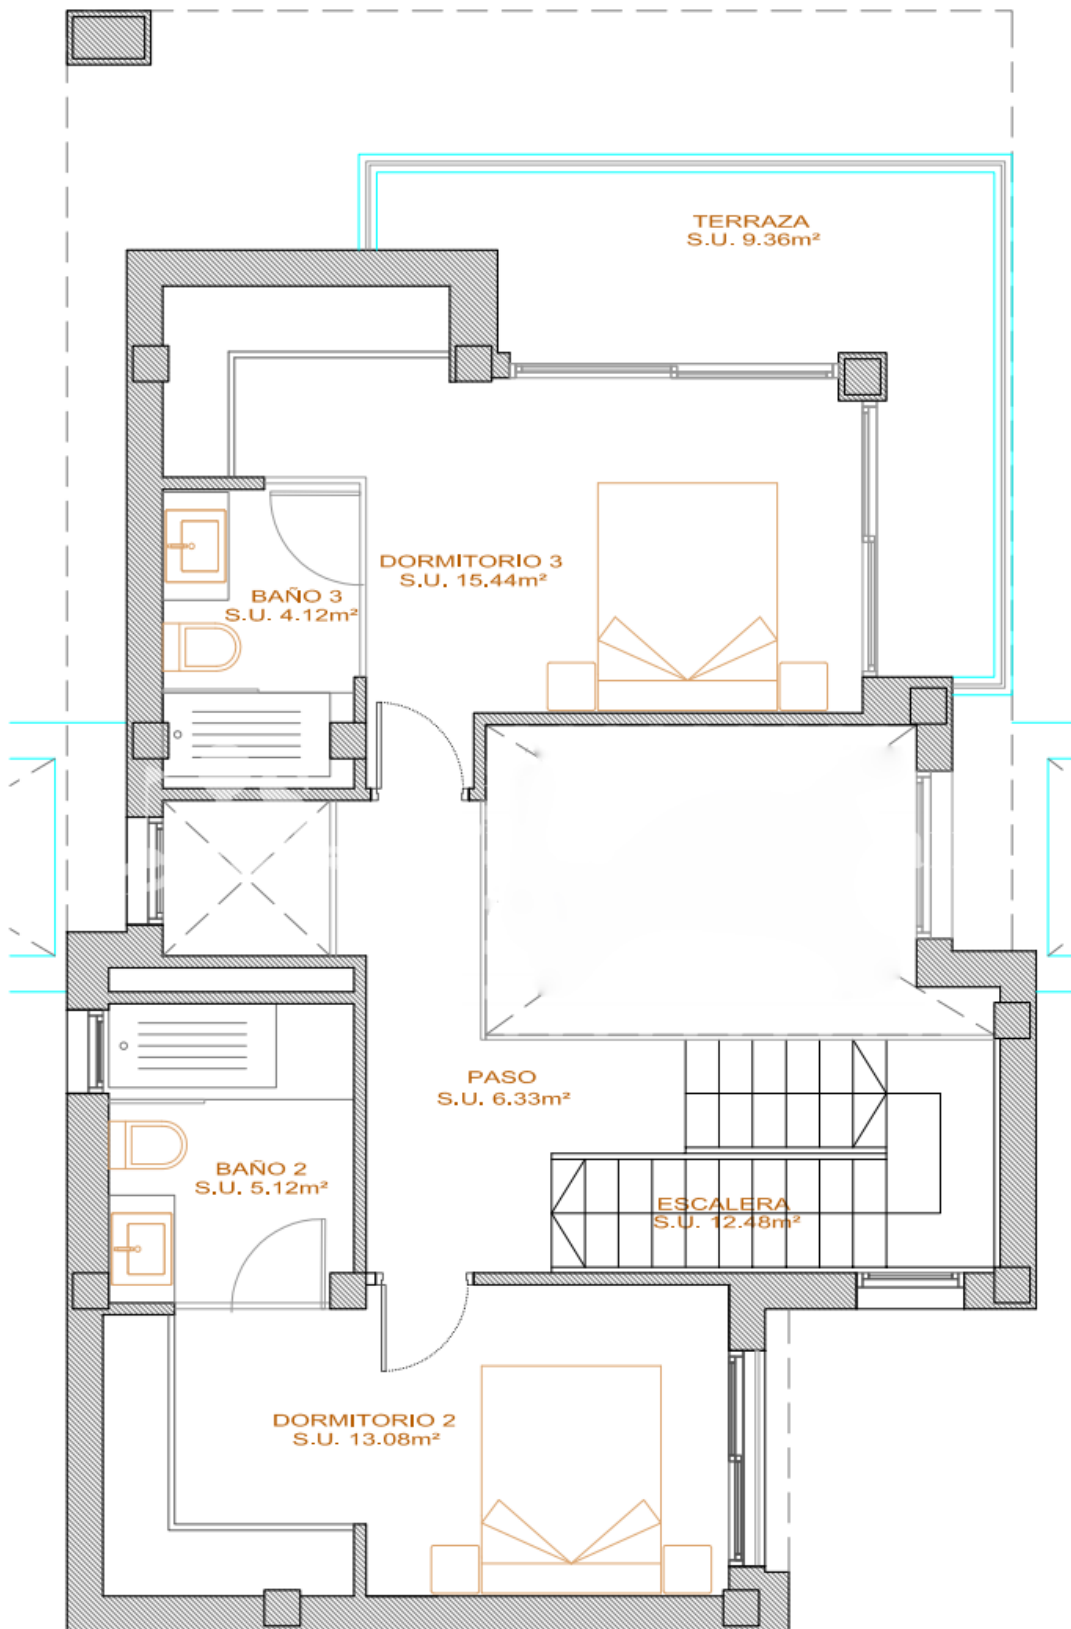 TERRAZA
S.U. 9.36m²
DORMITORIO 3
S.U. 15.44m²
BAÑO 3
S.U. 4.12m²
PASO
S.U. 6.33m²
BAÑO 2
S.U. 5.12m²
ESCALERA
S.U. 12.48m²
DORMITORIO 2
S.U. 13.08m²